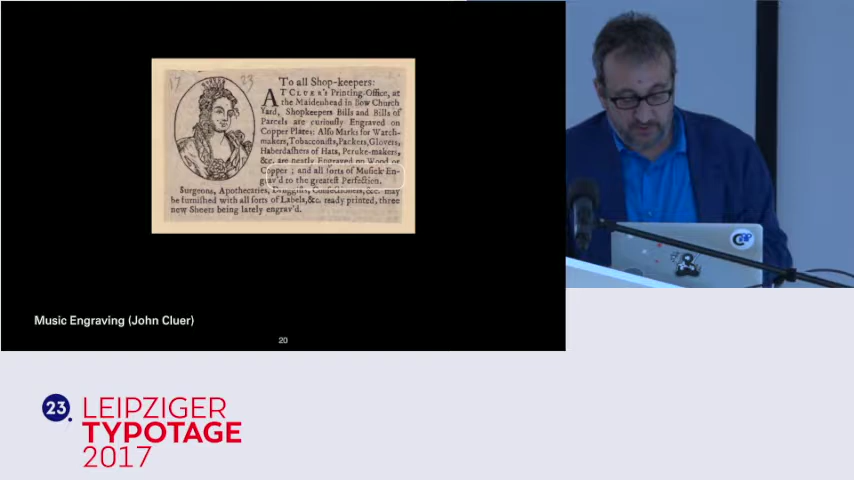 17 23
To all Shop-keepers:
AT CLUER's Printing-Office, at
the Maidenhead in Bow Church
Yard, Shopkeepers Bills and Bills of
Parcels are curiously Engraved on
Copper Plates: Alſo Marks for Watch-
makers, Tobacconiſts, Packers, Glovers,
Haberdaſhers of Hats, Peruke-makers,
&c. are neatly Engraved on Wood or
Copper; and all ſorts of Muſick En-
grav'd to the greateſt Perfection.
Surgeons, Apothecaries, Druggiſts, Confectioners, &c. may
be furniſhed with all ſorts of Labels, &c. ready printed, three
new Sheets being lately engrav'd.
Music Engraving (John Cluer)
20
23.
LEIPZIGER
TYPOTAGE
2017